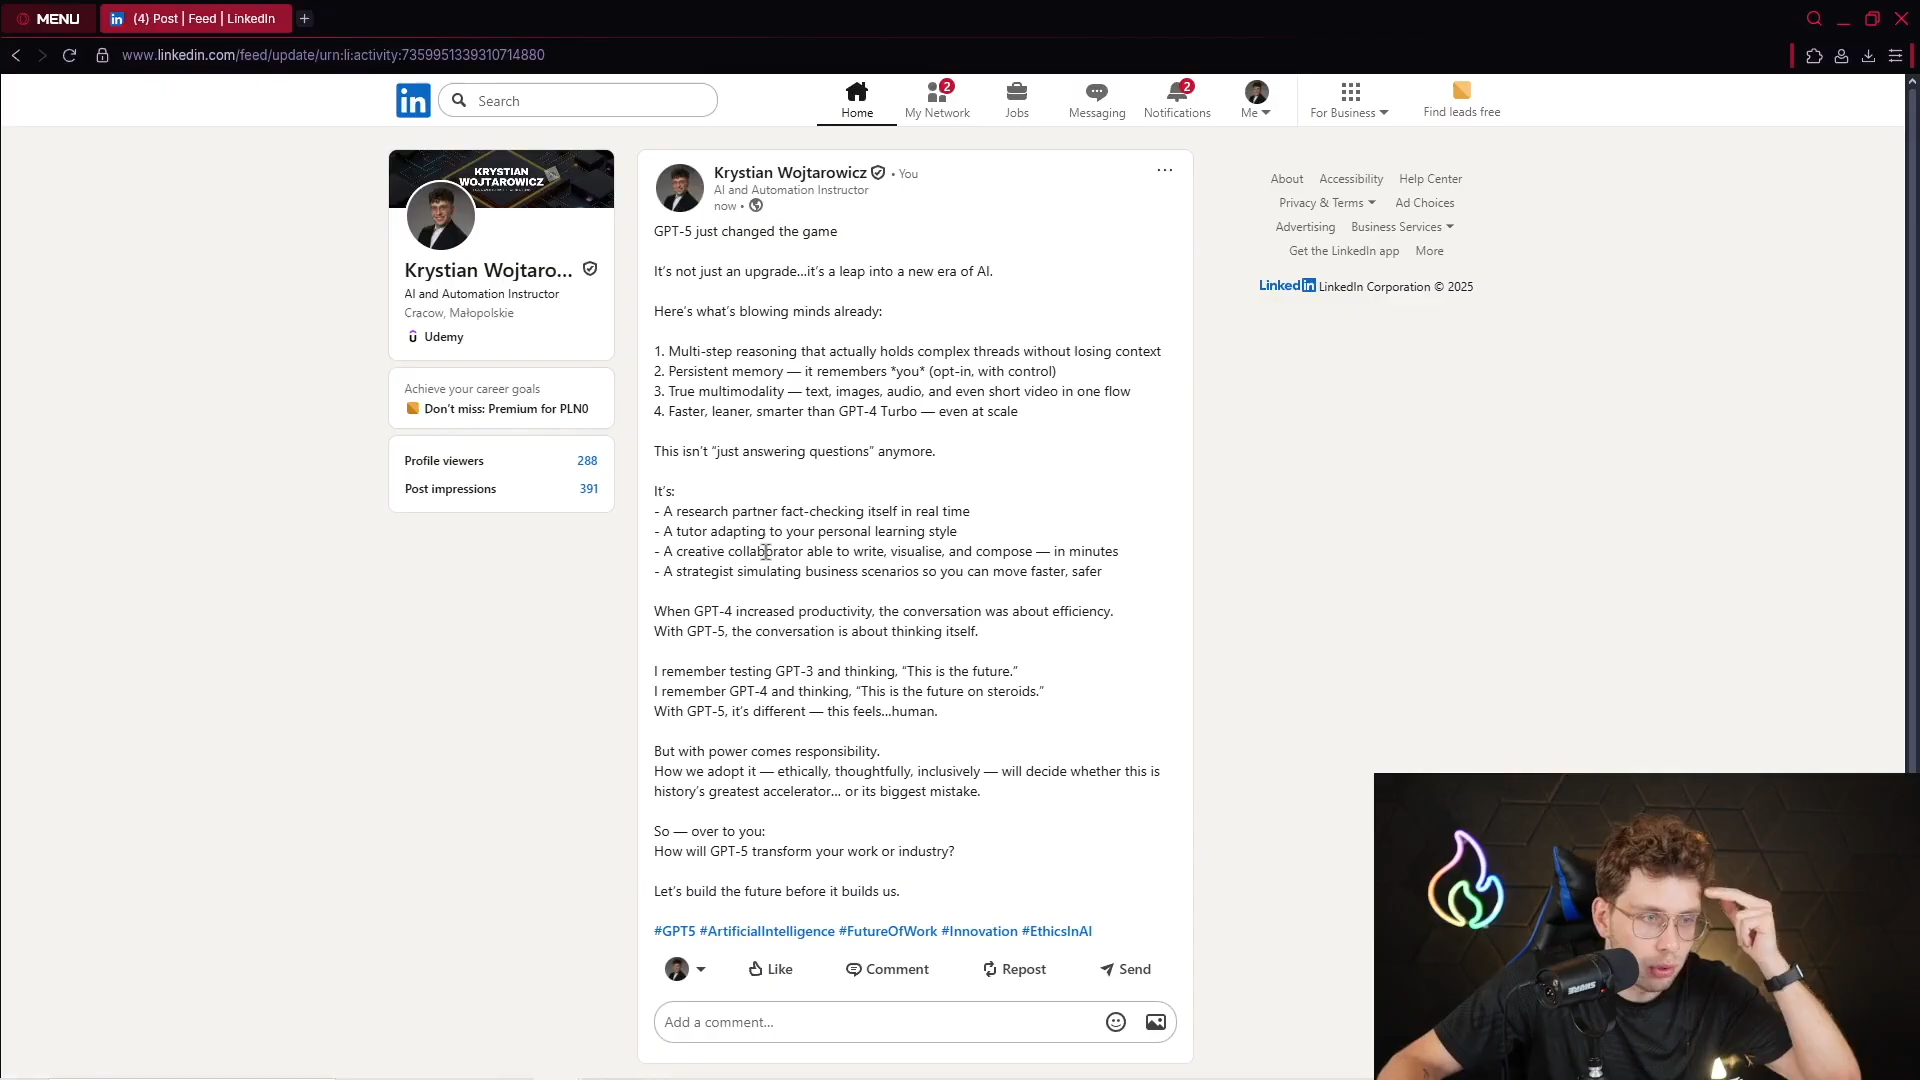 MENU
(4) Post | Feed | LinkedIn
www.linkedin.com/feed/update/urn:li:activity:7359951339310714880
in
Search
Home
2
My Network
Jobs
Messaging
2
Notifications
Me
For Business
Find leads free
KRYSTIAN
WOJTAROWICZ
Krystian Wojtaro...
AI and Automation Instructor
Cracow, Małopolskie
Udemy
Achieve your career goals
Don't miss: Premium for PLN0
Profile viewers 288
Post impressions 391
Krystian Wojtarowicz • You
AI and Automation Instructor
now •
GPT-5 just changed the game
It’s not just an upgrade…it’s a leap into a new era of AI.
Here’s what’s blowing minds already:
1. Multi-step reasoning that actually holds complex threads without losing context
2. Persistent memory — it remembers *you* (opt-in, with control)
3. True multimodality — text, images, audio, and even short video in one flow
4. Faster, leaner, smarter than GPT-4 Turbo — even at scale
This isn’t “just answering questions” anymore.
It’s:
- A research partner fact-checking itself in real time
- A tutor adapting to your personal learning style
- A creative collaborator able to write, visualise, and compose — in minutes
- A strategist simulating business scenarios so you can move faster, safer
When GPT-4 increased productivity, the conversation was about efficiency.
With GPT-5, the conversation is about thinking itself.
I remember testing GPT-3 and thinking, “This is the future.”
I remember GPT-4 and thinking, “This is the future on steroids.”
With GPT-5, it’s different — this feels…human.
But with power comes responsibility.
How we adopt it — ethically, thoughtfully, inclusively — will decide whether this is
history’s greatest accelerator… or its biggest mistake.
So — over to you:
How will GPT-5 transform your work or industry?
Let’s build the future before it builds us.
#GPT5 #ArtificialIntelligence #FutureOfWork #Innovation #EthicsInAI
Like
Comment
Repost
Send
Add a comment...
About Accessibility Help Center
Privacy & Terms Ad Choices
Advertising Business Services
Get the LinkedIn app More
LinkedIn LinkedIn Corporation © 2025
SHURE